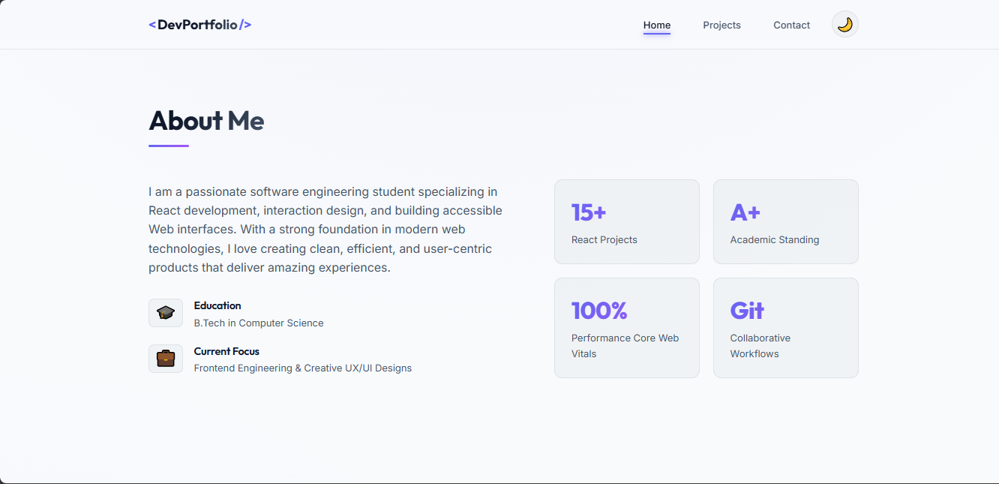 <DevPortfolio/>
Home
Projects
Contact
About Me
I am a passionate software engineering student specializing in
React development, interaction design, and building accessible
Web interfaces. With a strong foundation in modern web
technologies, I love creating clean, efficient, and user-centric
products that deliver amazing experiences.
Education
B.Tech in Computer Science
Current Focus
Frontend Engineering & Creative UX/UI Designs
15+
React Projects
A+
Academic Standing
100%
Performance Core Web
Vitals
Git
Collaborative
Workflows